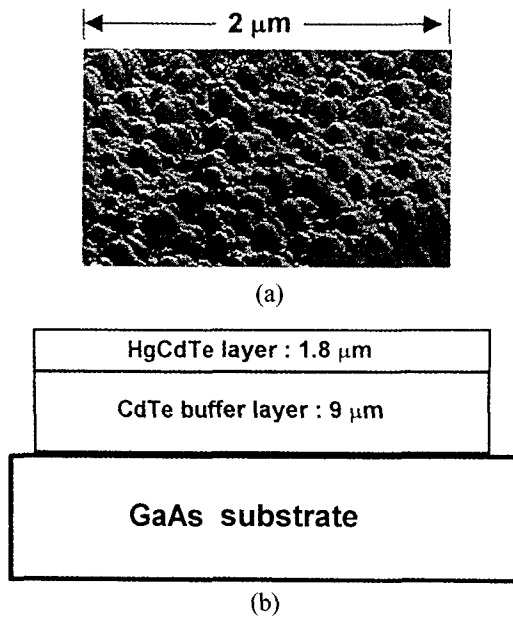 2 μm
(a)
HgCdTe layer : 1.8 μm
CdTe buffer layer : 9 μm
GaAs substrate
(b)